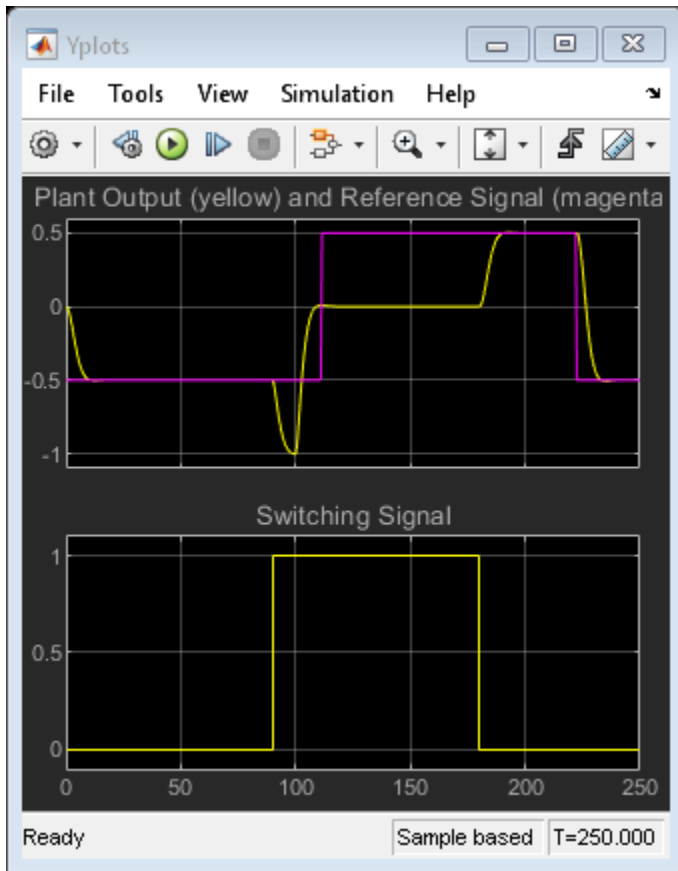 Yplots
File Tools View Simulation Help
Plant Output (yellow) and Reference Signal (magenta
0.5
0
-0.5
-1
Switching Signal
1
0.5
0
0 50 100 150 200 250
Ready Sample based T=250.000